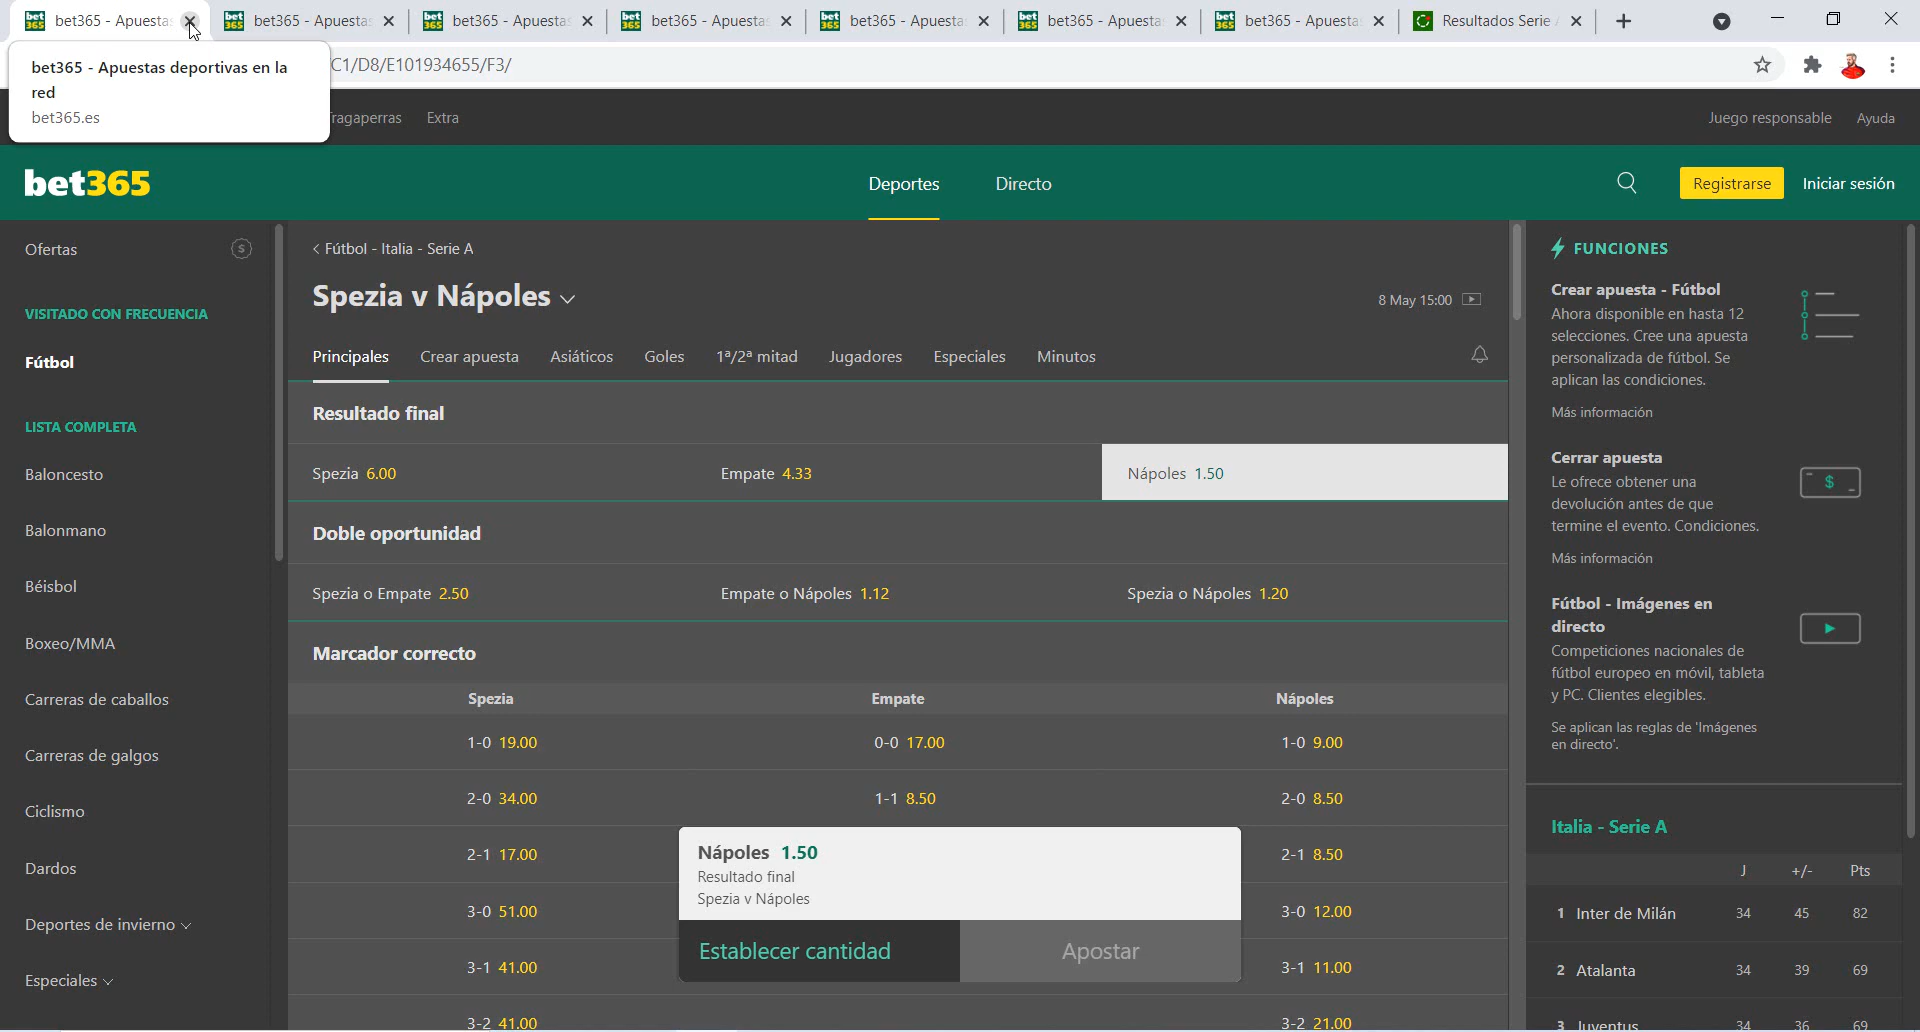 bet365 - Apuestas
bet365 - Apuestas
bet365 - Apuestas
bet365 - Apuestas
bet365 - Apuestas
bet365 - Apuestas
bet365 - Apuestas
Resultados Serie
bet365 - Apuestas deportivas en la
red
bet365.es
C1/D8/E101934655/F3/
ragaperras
Extra
Juego responsable
Ayuda
bet365
Deportes
Directo
Registrarse
Iniciar sesión
Ofertas
VISITADO CON FRECUENCIA
Fútbol
LISTA COMPLETA
Baloncesto
Balonmano
Béisbol
Boxeo/MMA
Carreras de caballos
Carreras de galgos
Ciclismo
Dardos
Deportes de invierno
Especiales
< Fútbol - Italia - Serie A
Spezia v Nápoles
8 May 15:00
Principales
Crear apuesta
Asiáticos
Goles
1ª/2ª mitad
Jugadores
Especiales
Minutos
Resultado final
Spezia 6.00
Empate 4.33
Nápoles 1.50
Doble oportunidad
Spezia o Empate 2.50
Empate o Nápoles 1.12
Spezia o Nápoles 1.20
Marcador correcto
Spezia
Empate
Nápoles
1-0 19.00
0-0 17.00
1-0 9.00
2-0 34.00
1-1 8.50
2-0 8.50
2-1 17.00
2-1 8.50
3-0 51.00
3-0 12.00
3-1 41.00
3-1 11.00
3-2 41.00
3-2 21.00
Nápoles 1.50
Resultado final
Spezia v Nápoles
Establecer cantidad
Apostar
FUNCIONES
Crear apuesta - Fútbol
Ahora disponible en hasta 12
selecciones. Cree una apuesta
personalizada de fútbol. Se
aplican las condiciones.
Más información
Cerrar apuesta
Le ofrece obtener una
devolución antes de que
termine el evento. Condiciones.
Más información
Fútbol - Imágenes en
directo
Competiciones nacionales de
fútbol europeo en móvil, tableta
y PC. Clientes elegibles.
Se aplican las reglas de 'Imágenes
en directo'.
Italia - Serie A
J +/- Pts
1 Inter de Milán 34 45 82
2 Atalanta 34 39 69
3 Juventus 34 36 69